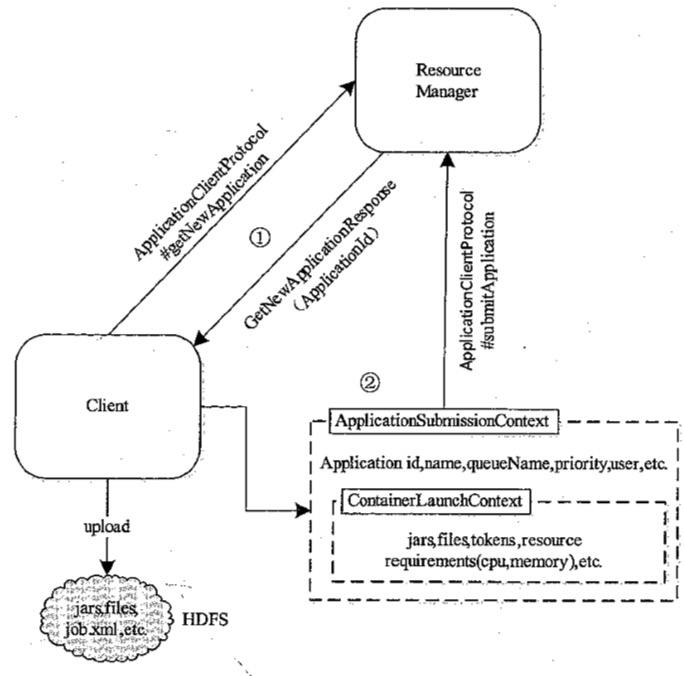 Resource
Manager
ApplicationClientProtocol
#getNewApplication
①
GetNewApplicationResponse
（ApplicationId）
ApplicationClientProtocol
#submitApplication
Client
②
ApplicationSubmissionContext
Application id,name,queueName,priority,user,etc.
ContainerLaunchContext
jars,files,tokens,resource
requirements(cpu,memory),etc.
upload
jars,files,
job.xml,etc.
HDFS